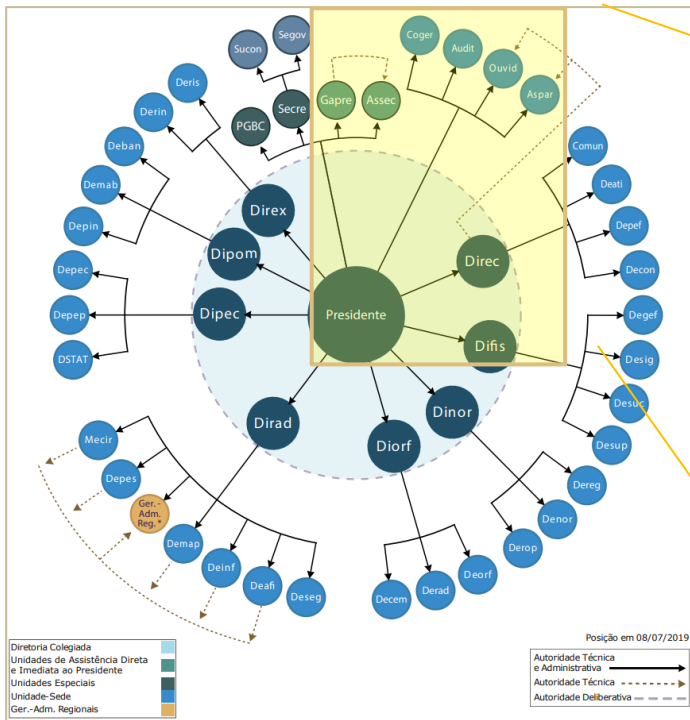 Segov
Sucon
Coger
Audit
Ouvid
Aspar
Deris
Derin
Gapre
Assec
Secre
PGBC
Deban
Demab
Depin
Comun
Deati
Depef
Decon
Direx
Dipom
Direc
Depec
Depep
DSTAT
Dipec
Presidente
Difis
Degef
Desig
Desuc
Desup
Dirad
Diorf
Dinor
Mecir
Depes
Ger.-
Adm.
Reg.*
Demap
Deinf
Deafi
Deseg
Dereg
Denor
Derop
Deorf
Derad
Decem
Diretoria Colegiada
Unidades de Assistência Direta
e Imediata ao Presidente
Unidades Especiais
Unidade-Sede
Ger.-Adm. Regionais
Posição em 08/07/2019
Autoridade Técnica
e Administrativa
Autoridade Técnica
Autoridade Deliberativa